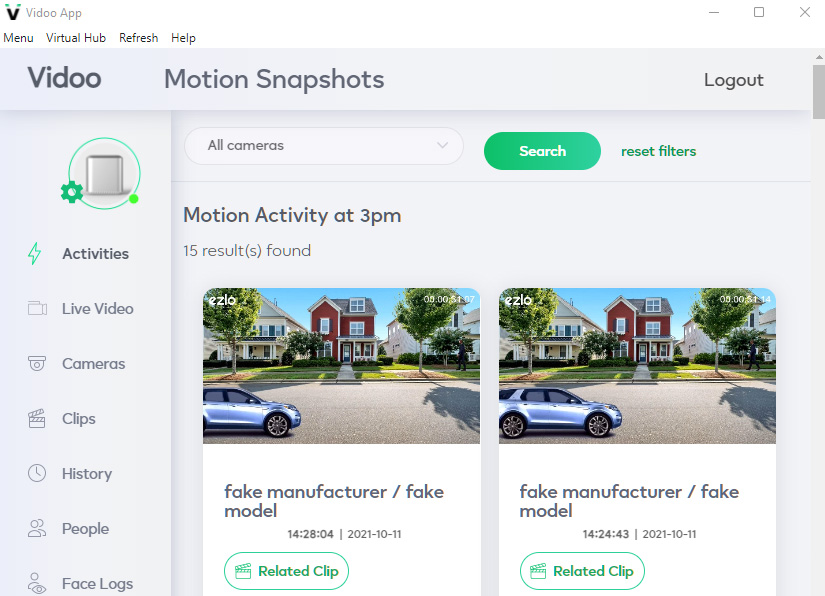 Vidoo App
Menu Virtual Hub Refresh Help
Vidoo Motion Snapshots Logout
All cameras Search reset filters
Motion Activity at 3pm
15 result(s) found
Activities
Live Video
Cameras
Clips
History
People
Face Logs
ezlo 00.00.51.07
fake manufacturer / fake
model
14:28:04 | 2021-10-11
Related Clip
ezlo 00.00.51.14
fake manufacturer / fake
model
14:24:43 | 2021-10-11
Related Clip